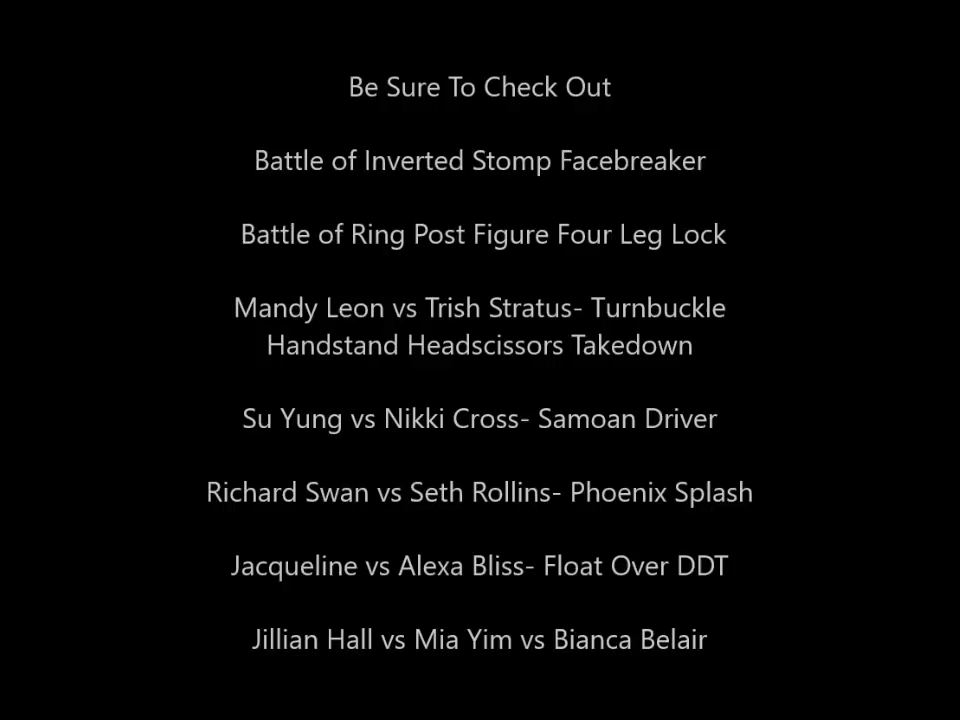 Be Sure To Check Out
Battle of Inverted Stomp Facebreaker
Battle of Ring Post Figure Four Leg Lock
Mandy Leon vs Trish Stratus- Turnbuckle
Handstand Headscissors Takedown
Su Yung vs Nikki Cross- Samoan Driver
Richard Swan vs Seth Rollins- Phoenix Splash
Jacqueline vs Alexa Bliss- Float Over DDT
Jillian Hall vs Mia Yim vs Bianca Belair